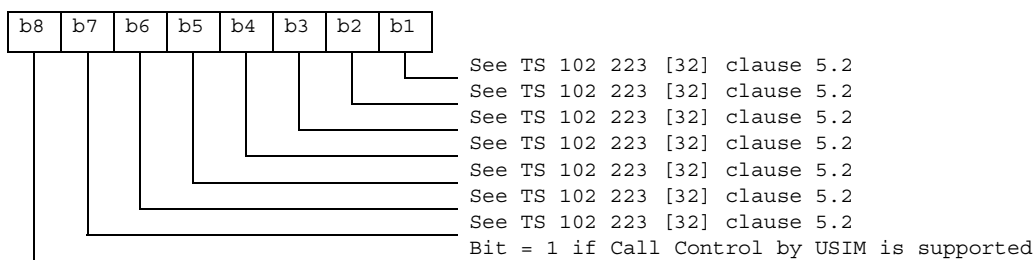 b8 b7 b6 b5 b4 b3 b2 b1
See TS 102 223 [32] clause 5.2
See TS 102 223 [32] clause 5.2
See TS 102 223 [32] clause 5.2
See TS 102 223 [32] clause 5.2
See TS 102 223 [32] clause 5.2
See TS 102 223 [32] clause 5.2
See TS 102 223 [32] clause 5.2
Bit = 1 if Call Control by USIM is supported